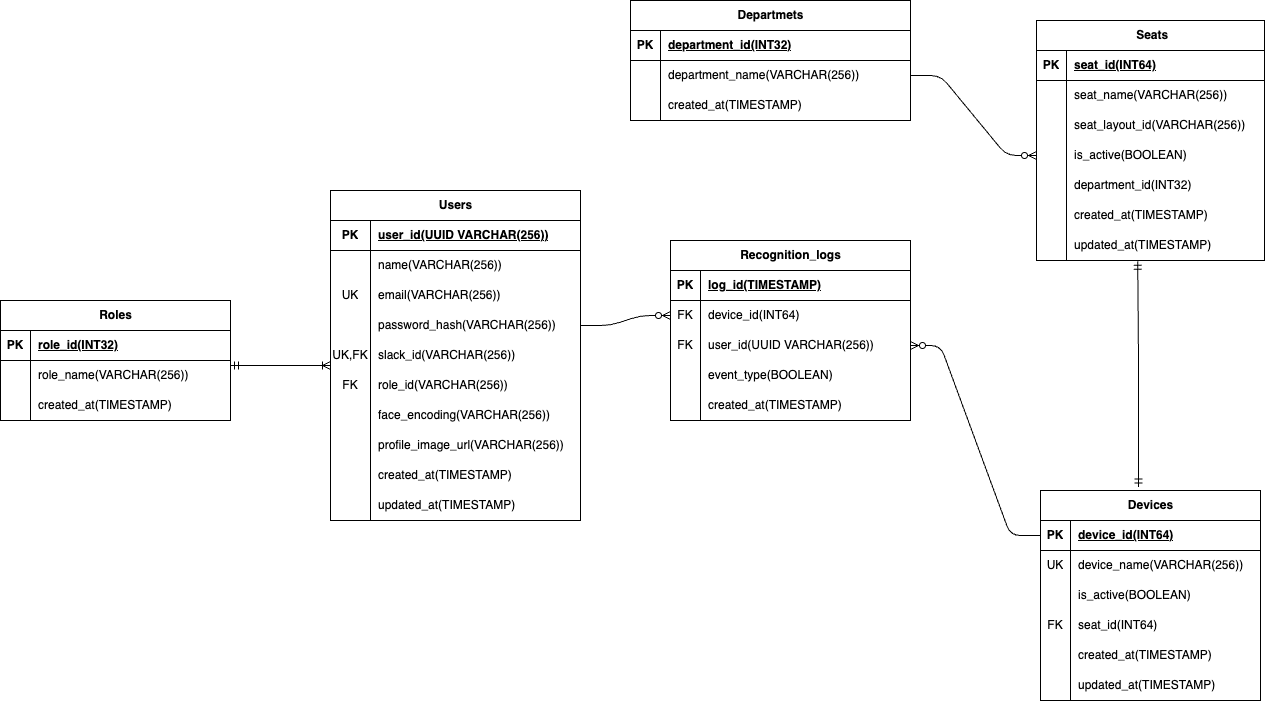 Departmets
PK department_id(INT32)
department_name(VARCHAR(256))
created_at(TIMESTAMP)
Seats
PK seat_id(INT64)
seat_name(VARCHAR(256))
seat_layout_id(VARCHAR(256))
is_active(BOOLEAN)
department_id(INT32)
created_at(TIMESTAMP)
updated_at(TIMESTAMP)
Users
PK user_id(UUID VARCHAR(256))
name(VARCHAR(256))
UK email(VARCHAR(256))
password_hash(VARCHAR(256))
UK,FK slack_id(VARCHAR(256))
FK role_id(VARCHAR(256))
face_encoding(VARCHAR(256))
profile_image_url(VARCHAR(256))
created_at(TIMESTAMP)
updated_at(TIMESTAMP)
Recognition_logs
PK log_id(TIMESTAMP)
FK device_id(INT64)
FK user_id(UUID VARCHAR(256))
event_type(BOOLEAN)
created_at(TIMESTAMP)
Roles
PK role_id(INT32)
role_name(VARCHAR(256))
created_at(TIMESTAMP)
Devices
PK device_id(INT64)
UK device_name(VARCHAR(256))
is_active(BOOLEAN)
FK seat_id(INT64)
created_at(TIMESTAMP)
updated_at(TIMESTAMP)